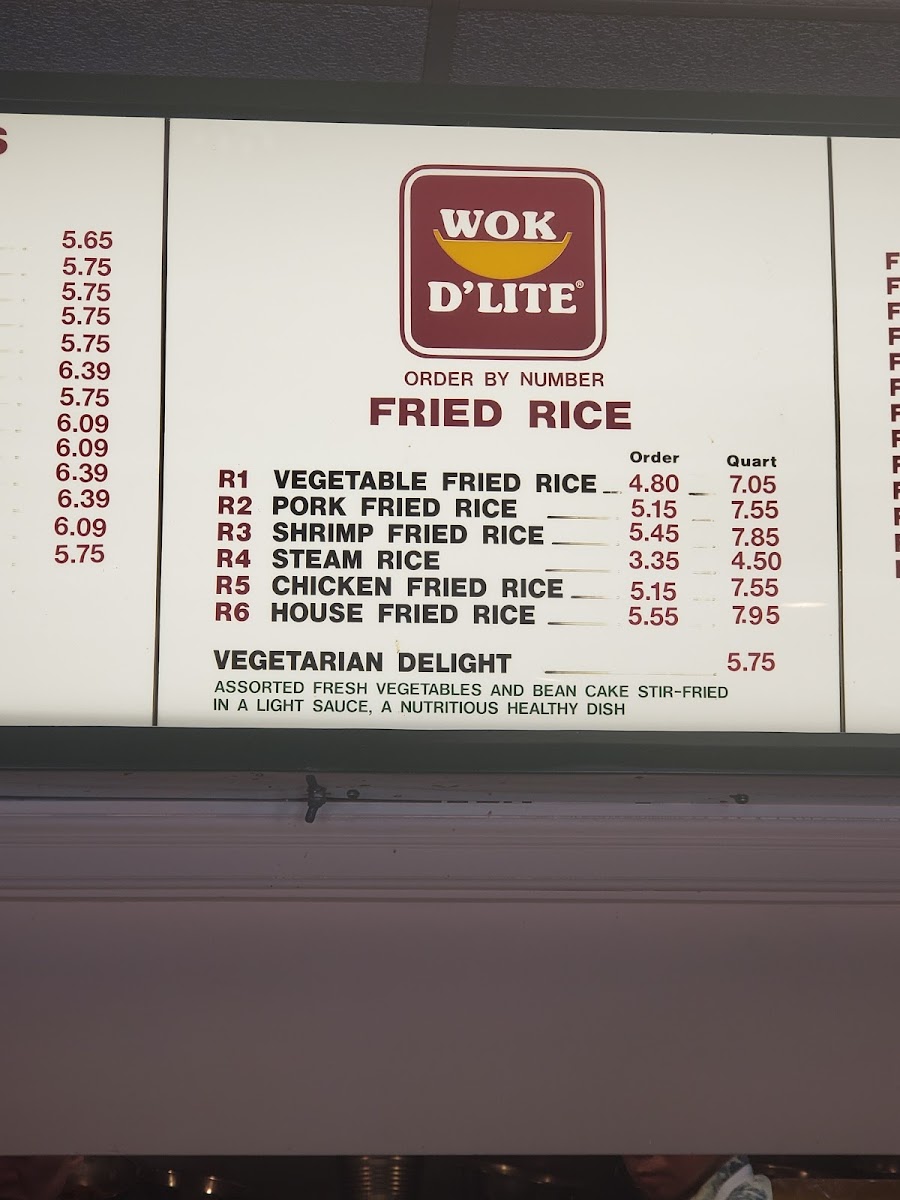 S
5.65
5.75
5.75
5.75
5.75
6.39
5.75
6.09
6.09
6.39
6.39
6.09
5.75
WOK
D'LITE®
ORDER BY NUMBER
FRIED RICE
Order Quart
R1 VEGETABLE FRIED RICE 4.80 7.05
R2 PORK FRIED RICE 5.15 7.55
R3 SHRIMP FRIED RICE 5.45 7.85
R4 STEAM RICE 3.35 4.50
R5 CHICKEN FRIED RICE 5.15 7.55
R6 HOUSE FRIED RICE 5.55 7.95
VEGETARIAN DELIGHT 5.75
ASSORTED FRESH VEGETABLES AND BEAN CAKE STIR-FRIED
IN A LIGHT SAUCE, A NUTRITIOUS HEALTHY DISH